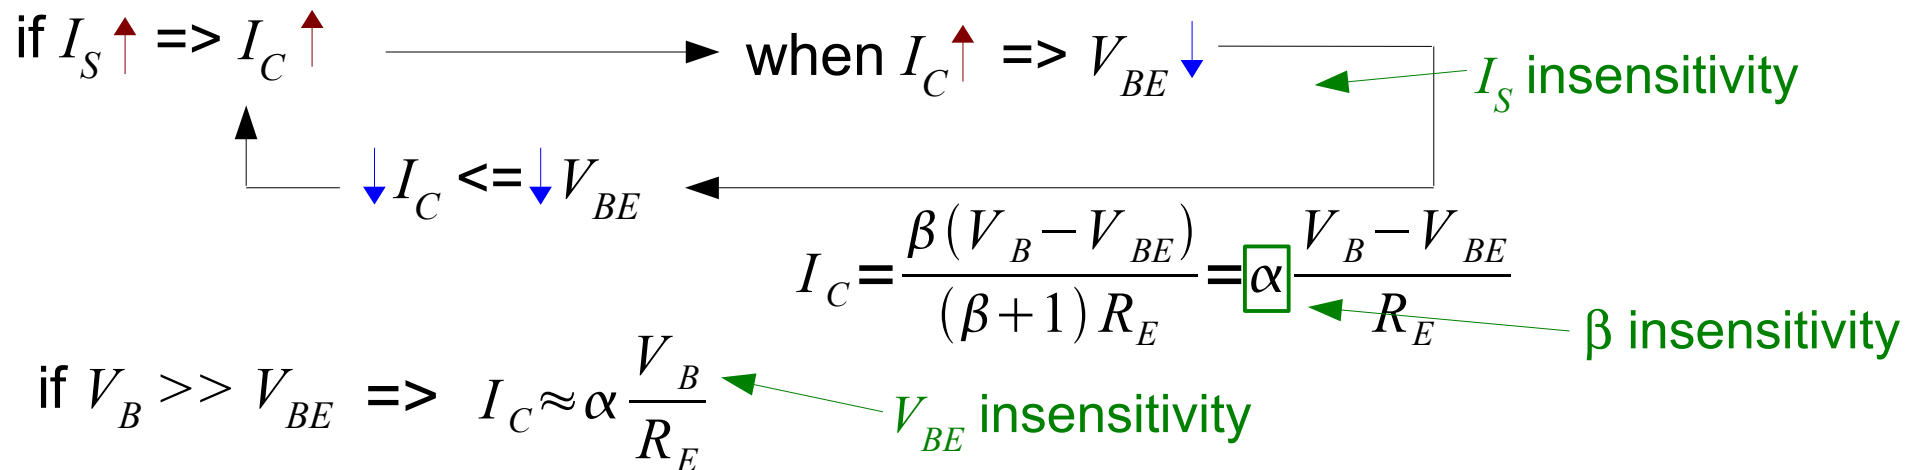 if I_S ↑ => I_C ↑ → when I_C ↑ => V_BE ↓
I_S insensitivity
↓ I_C <= ↓ V_BE
I_C = β(V_B − V_BE) / ((β+1) R_E) = α (V_B − V_BE) / R_E
β insensitivity
if V_B >> V_BE => I_C ≈ α V_B / R_E
V_BE insensitivity